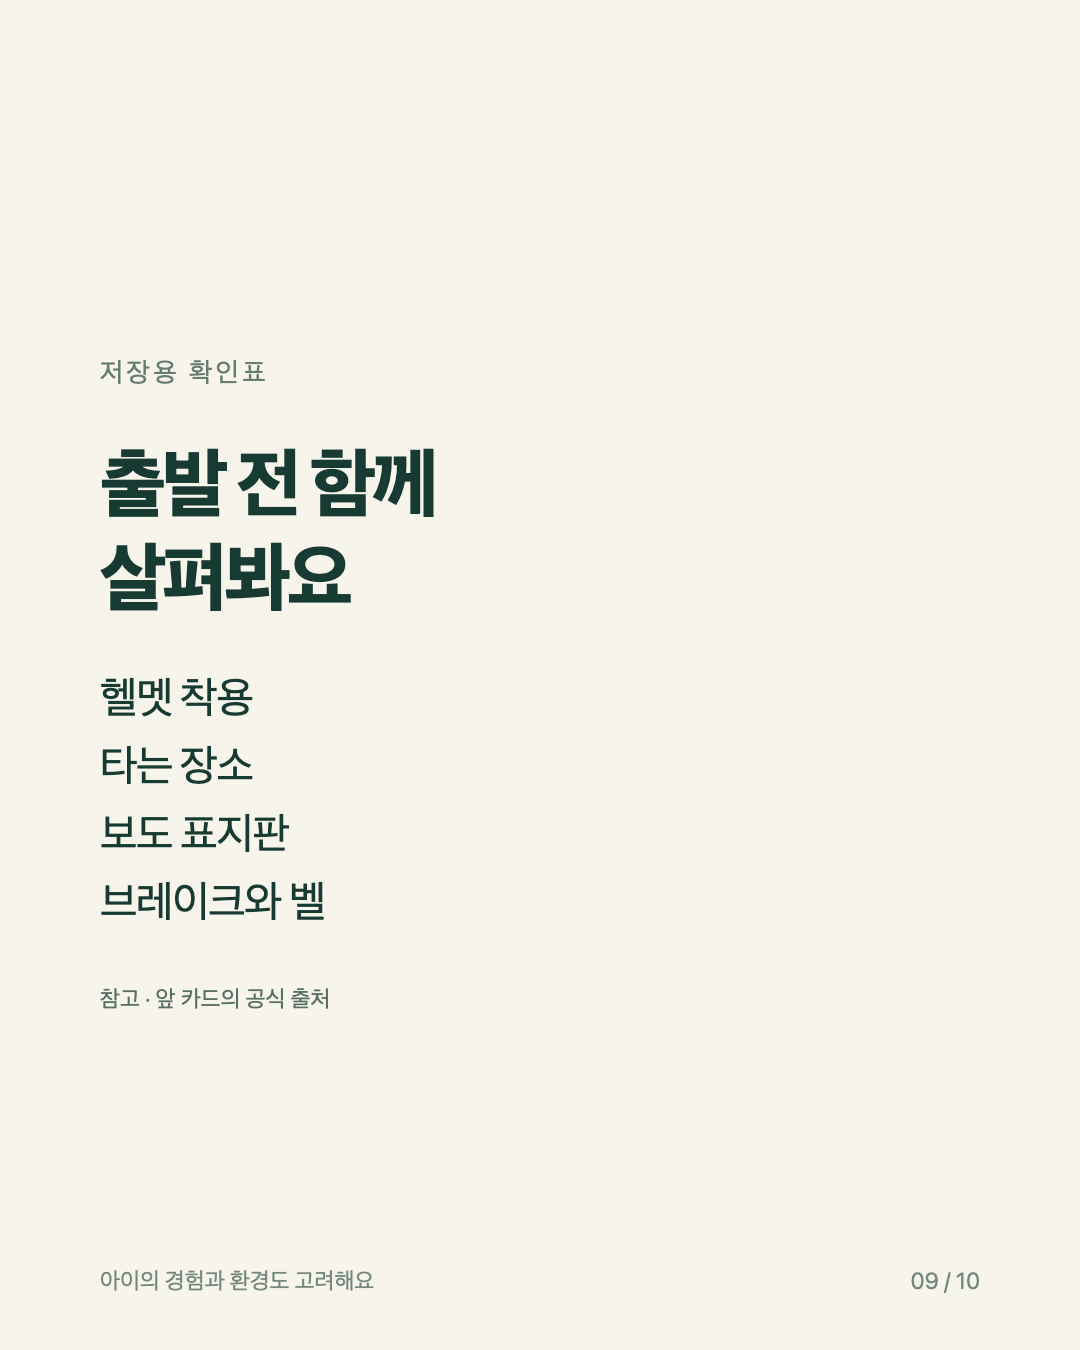 저장용 확인표
출발 전 함께
살펴봐요
헬멧 착용
타는 장소
보도 표지판
브레이크와 벨
참고 · 앞 카드의 공식 출처
아이의 경험과 환경도 고려해요
09 / 10